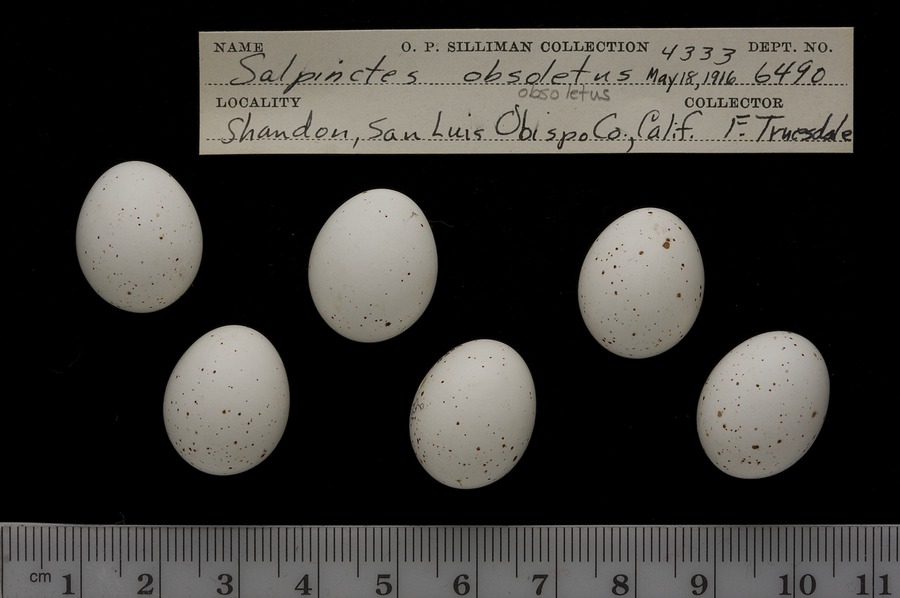 NAME O. P. SILLIMAN COLLECTION 4333 DEPT. NO.
Salpinctes obsoletus May 18, 1916 6490
obsoletus
LOCALITY COLLECTOR
Shandon, San Luis Obispo Co., Calif. F. Truesdale
cm 1 2 3 4 5 6 7 8 9 10 11